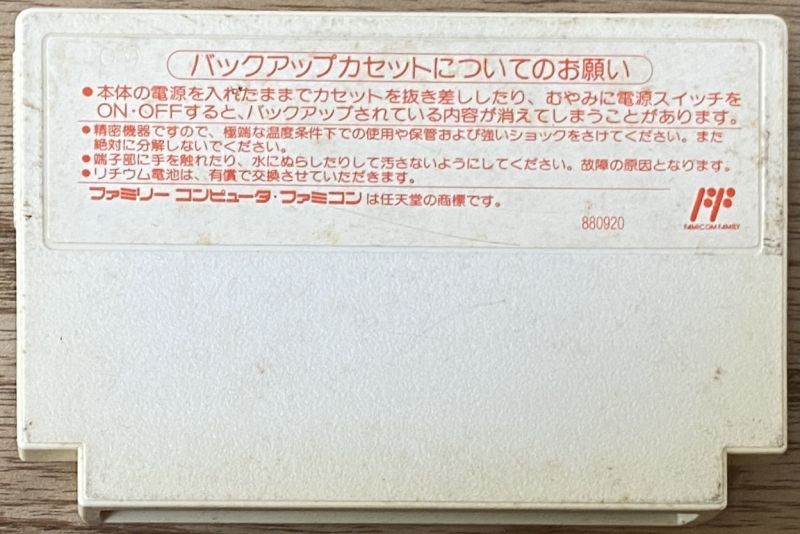 バックアップカセットについてのお願い
●本体の電源を入れたままでカセットを抜き差ししたり、むやみに電源スイッチを
ON・OFFすると、バックアップされている内容が消えてしまうことがあります。
●精密機器ですので、極端な温度条件下での使用や保管および強いショックをさけてください。また
絶対に分解しないでください。
●端子部に手を触れたり、水にぬらしたりして汚さないようにしてください。故障の原因となります。
●リチウム電池は、有償で交換させていただきます。
ファミリーコンピュータ・ファミコンは任天堂の商標です。
880920
FF
FAMICOM FAMILY